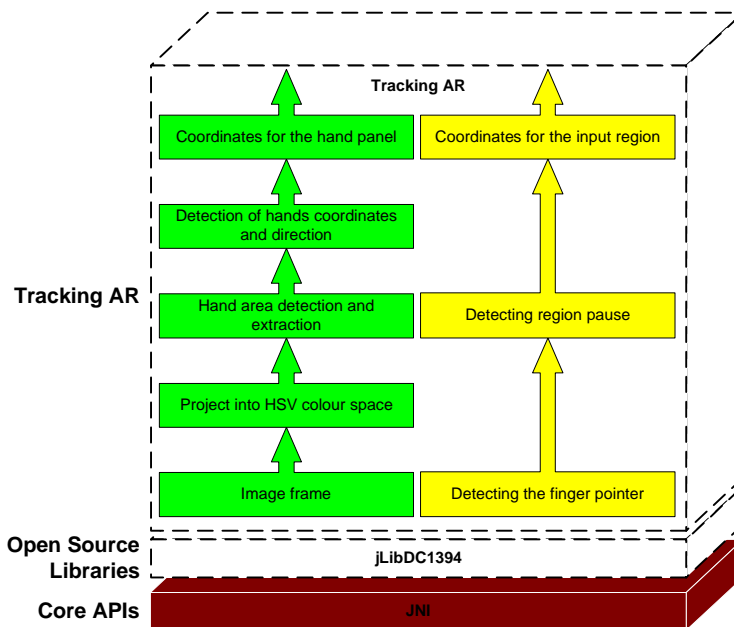 Tracking AR
Coordinates for the hand panel
Coordinates for the input region
Detection of hands coordinates
and direction
Tracking AR
Hand area detection and
extraction
Detecting region pause
Project into HSV colour space
Image frame
Detecting the finger pointer
Open Source
Libraries
jLibDC1394
Core APIs
JNI